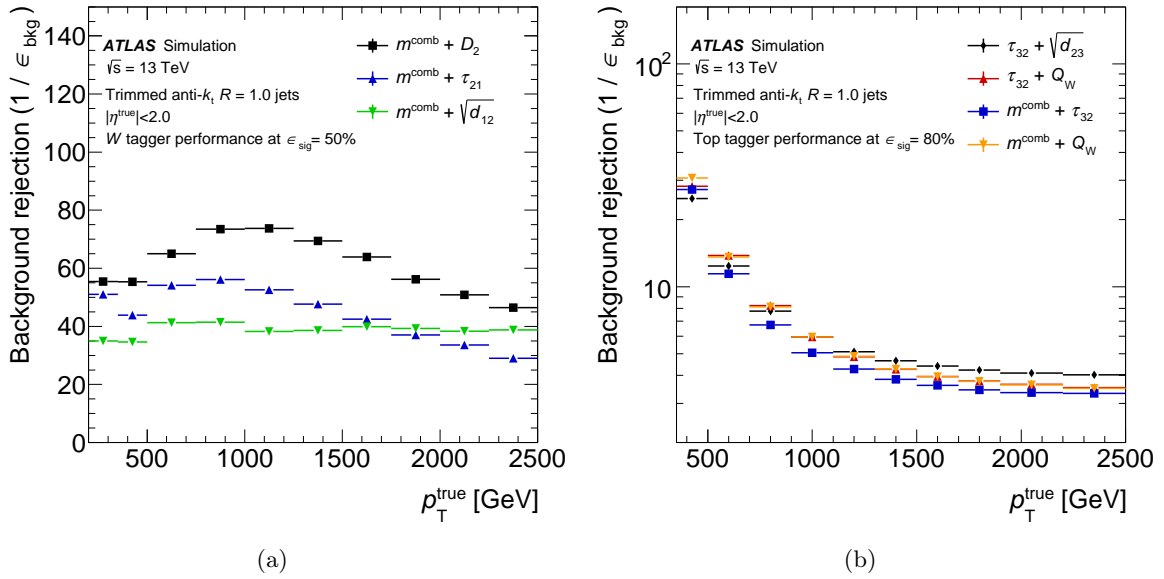 Background rejection (1 / ϵ_bkg)
140
120
100
80
60
40
20
0
ATLAS Simulation
√s = 13 TeV
Trimmed anti-k_t R = 1.0 jets
|η^true|<2.0
W tagger performance at ϵ_sig= 50%
m^comb + D_2
m^comb + τ_21
m^comb + √d_12
500 1000 1500 2000 2500
p_T^true [GeV]
(a)
Background rejection (1 / ϵ_bkg)
10^2
10
ATLAS Simulation
√s = 13 TeV
Trimmed anti-k_t R = 1.0 jets
|η^true|<2.0
Top tagger performance at ϵ_sig= 80%
τ_32 + √d_23
τ_32 + Q_W
m^comb + τ_32
m^comb + Q_W
500 1000 1500 2000 2500
p_T^true [GeV]
(b)